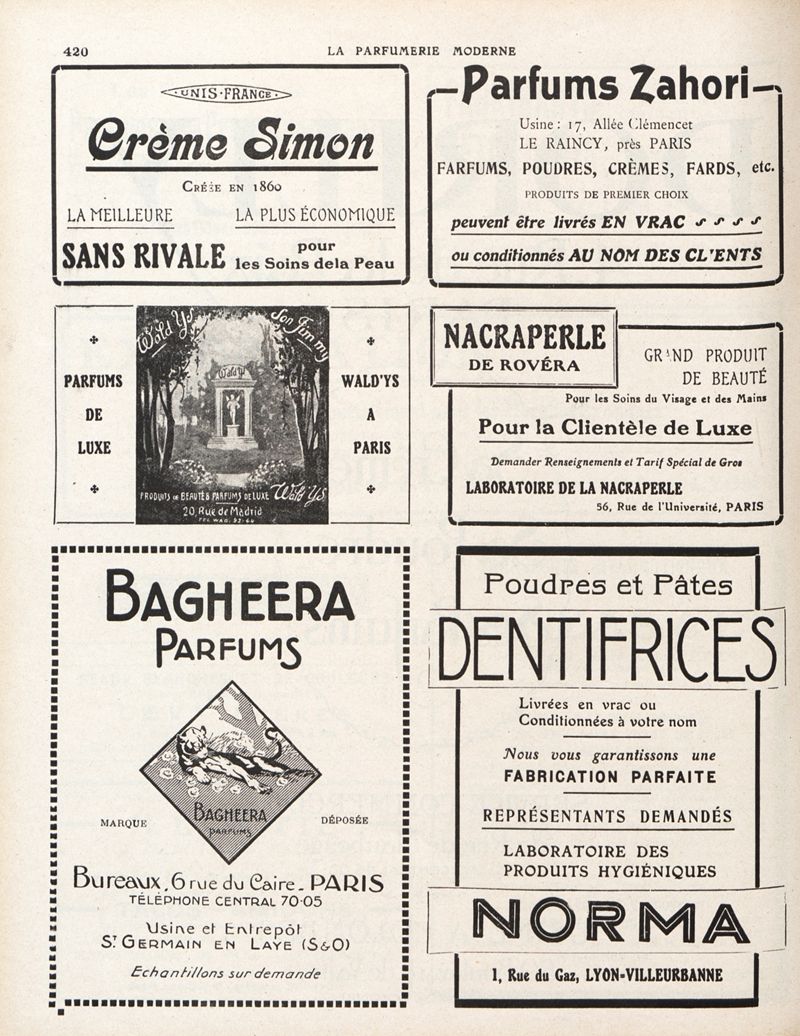 420
LA PARFUMERIE MODERNE
·UNIS-FRANCE·
Crème Simon
CRÉÉE EN 1860
LA MEILLEURE LA PLUS ÉCONOMIQUE
SANS RIVALE pour
les Soins dela Peau
Parfums Zahori
Usine : 17, Allée Clémencet
LE RAINCY, près PARIS
FARFUMS, POUDRES, CRÈMES, FARDS, etc.
PRODUITS DE PREMIER CHOIX
peuvent être livrés EN VRAC
ou conditionnés AU NOM DES CL'ENTS
PARFUMS
DE
LUXE
Wald Ys
Son Jimmy
Wald Ys
PRODUITS DE BEAUTÉ & PARFUMS DE LUXE Wald Ys
20 Rue de Madrid
TEL WAG. 92-64
WALD'YS
A
PARIS
NACRAPERLE
DE ROVÉRA
GRAND PRODUIT
DE BEAUTÉ
Pour les Soins du Visage et des Mains
Pour la Clientèle de Luxe
Demander Renseignements et Tarif Spécial de Gros
LABORATOIRE DE LA NACRAPERLE
56, Rue de l'Université, PARIS
BAGHEERA
PARFUMS
BAGHEERA
PARFUMS
MARQUE DÉPOSÉE
Bureaux, 6 rue du Caire - PARIS
TÉLÉPHONE CENTRAL 70-05
Usine et Entrepôt
ST GERMAIN EN LAYE (S&O)
Echantillons sur demande
Poudres et Pâtes
DENTIFRICES
Livrées en vrac ou
Conditionnées à votre nom
Nous vous garantissons une
FABRICATION PARFAITE
REPRÉSENTANTS DEMANDÉS
LABORATOIRE DES
PRODUITS HYGIÉNIQUES
NORMA
1, Rue du Gaz, LYON-VILLEURBANNE